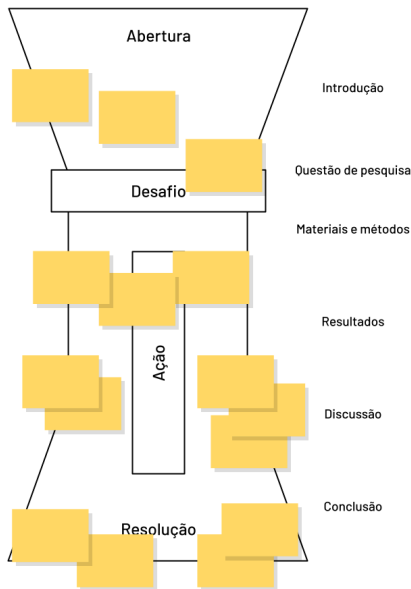 Abertura
Introdução
Questão de pesquisa
Desafio
Materiais e métodos
Resultados
Ação
Discussão
Conclusão
Resolução